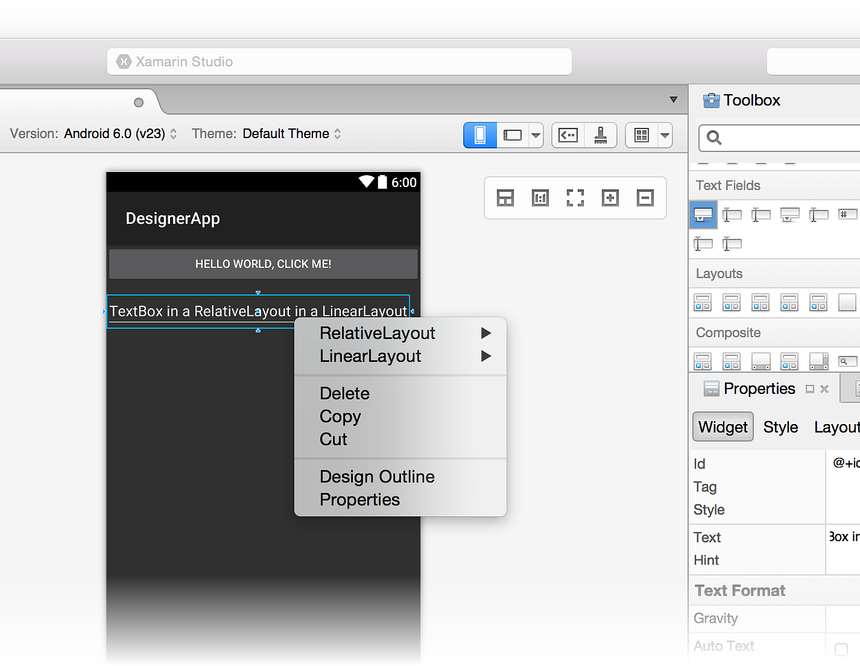 Xamarin Studio
Version: Android 6.0 (v23) Theme: Default Theme
Toolbox
Text Fields
Layouts
Composite
6:00
DesignerApp
HELLO WORLD, CLICK ME!
TextBox in a RelativeLayout in a LinearLayout
RelativeLayout
LinearLayout
Delete
Copy
Cut
Design Outline
Properties
1:1
Properties
Widget Style Layout
Id @+id
Tag
Style
Text Box in
Hint
Text Format
Gravity
Auto Text